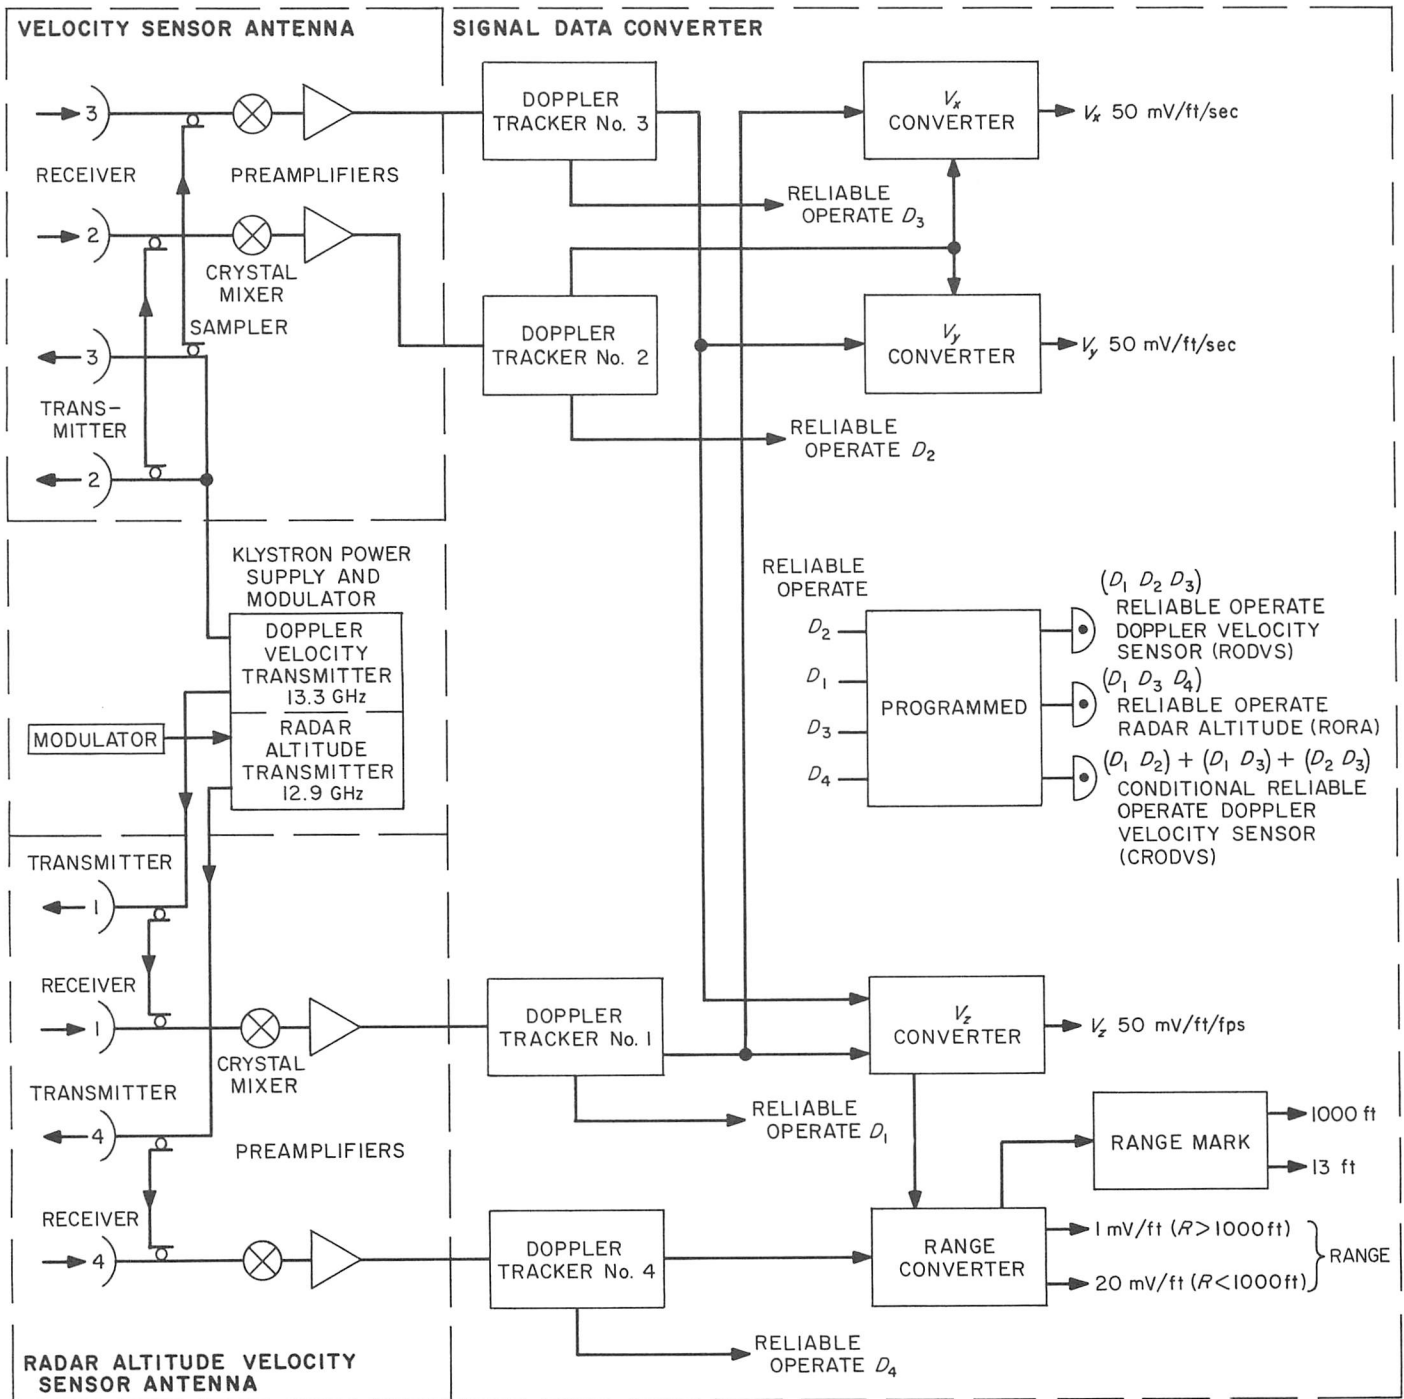 VELOCITY SENSOR ANTENNA
SIGNAL DATA CONVERTER
3
RECEIVER
PREAMPLIFIERS
2
CRYSTAL
MIXER
SAMPLER
3
TRANS-
MITTER
2
DOPPLER
TRACKER No. 3
RELIABLE
OPERATE D₃
DOPPLER
TRACKER No. 2
RELIABLE
OPERATE D₂
Vₓ
CONVERTER
Vₓ 50 mV/ft/sec
Vᵧ
CONVERTER
Vᵧ 50 mV/ft/sec
KLYSTRON POWER
SUPPLY AND
MODULATOR
DOPPLER
VELOCITY
TRANSMITTER
13.3 GHz
MODULATOR
RADAR
ALTITUDE
TRANSMITTER
12.9 GHz
RELIABLE
OPERATE
D₂
D₁
D₃
D₄
PROGRAMMED
(D₁ D₂ D₃)
RELIABLE OPERATE
DOPPLER VELOCITY
SENSOR (RODVS)
(D₁ D₃ D₄)
RELIABLE OPERATE
RADAR ALTITUDE (RORA)
(D₁ D₂) + (D₁ D₃) + (D₂ D₃)
CONDITIONAL RELIABLE
OPERATE DOPPLER
VELOCITY SENSOR
(CRODVS)
TRANSMITTER
1
RECEIVER
1
CRYSTAL
MIXER
TRANSMITTER
4
PREAMPLIFIERS
RECEIVER
4
DOPPLER
TRACKER No. 1
RELIABLE
OPERATE D₁
DOPPLER
TRACKER No. 4
RELIABLE
OPERATE D₄
V_z
CONVERTER
V_z 50 mV/ft/fps
RANGE MARK
1000 ft
13 ft
RANGE
CONVERTER
1 mV/ft (R>1000ft)
20 mV/ft (R<1000ft)
RANGE
RADAR ALTITUDE VELOCITY
SENSOR ANTENNA